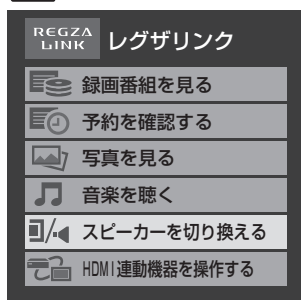 REGZA
LINK
レグザリンク
録画番組を見る
予約を確認する
写真を見る
音楽を聴く
スピーカーを切り換える
HDMI連動機器を操作する